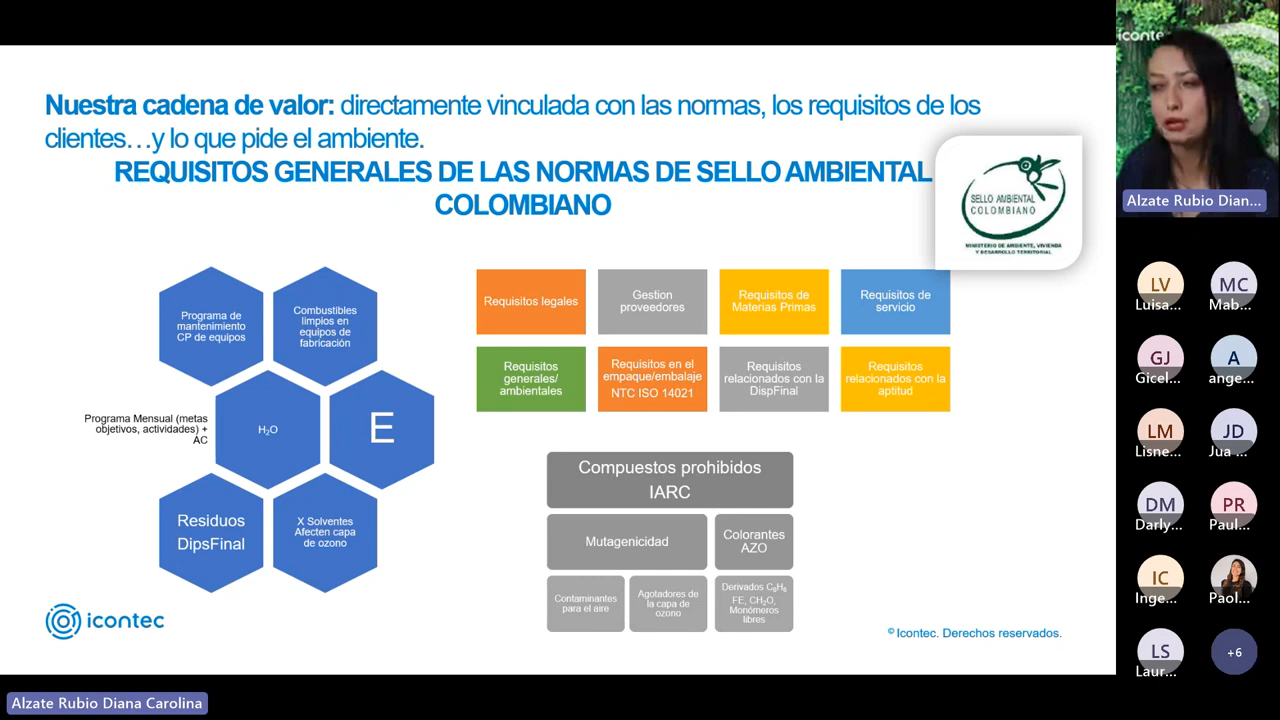 Nuestra cadena de valor: directamente vinculada con las normas, los requisitos de los
clientes…y lo que pide el ambiente.
REQUISITOS GENERALES DE LAS NORMAS DE SELLO AMBIENTAL
COLOMBIANO
SELLO AMBIENTAL
COLOMBIANO
MINISTERIO DE AMBIENTE, VIVIENDA
Y DESARROLLO TERRITORIAL
Programa de
mantenimiento
CP de equipos
Combustibles
limpios en
equipos de
fabricación
Programa Mensual (metas
objetivos, actividades) +
AC
H₂O
E
Residuos
DipsFinal
X Solventes
Afecten capa
de ozono
Requisitos legales
Gestion
proveedores
Requisitos de
Materias Primas
Requisitos de
servicio
Requisitos
generales/
ambientales
Requisitos en el
empaque/embalaje
NTC ISO 14021
Requisitos
relacionados con la
DispFinal
Requisitos
relacionados con la
aptitud
Compuestos prohibidos
IARC
Mutagenicidad
Colorantes
AZO
Contaminantes
para el aire
Agotadores de
la capa de
ozono
Derivados C₆H₆
FE, CH₂O,
Monómeros
libres
icontec
© Icontec. Derechos reservados.
Alzate Rubio Diana Carolina
icontec
Alzate Rubio Dian...
LV
Luisa...
MC
Mab...
GJ
Gicel...
A
ange...
LM
Lisne...
JD
Jua ...
DM
Darly...
PR
Paul...
IC
Inge...
Paol...
LS
Laur...
+6